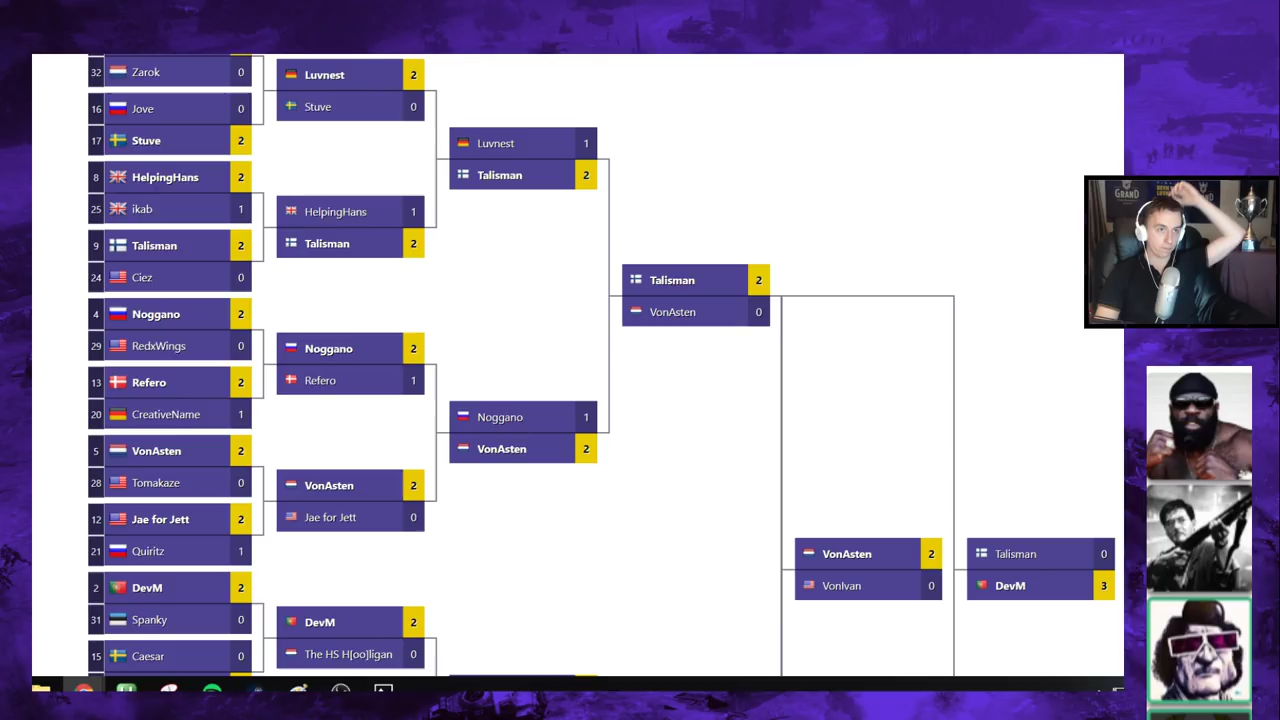 32 Zarok 0
16 Jove 0
17 Stuve 2
8 HelpingHans 2
25 ikab 1
9 Talisman 2
24 Ciez 0
4 Noggano 2
29 RedxWings 0
13 Refero 2
20 CreativeName 1
5 VonAsten 2
28 Tomakaze 0
12 Jae for Jett 2
21 Quiritz 1
2 DevM 2
31 Spanky 0
15 Caesar 0
Luvnest 2
Stuve 0
HelpingHans 1
Talisman 2
Noggano 2
Refero 1
VonAsten 2
Jae for Jett 0
DevM 2
The HS H[oo]ligan 0
Luvnest 1
Talisman 2
Noggano 1
VonAsten 2
Talisman 2
VonAsten 0
VonAsten 2
VonIvan 0
Talisman 0
DevM 3
GRAND